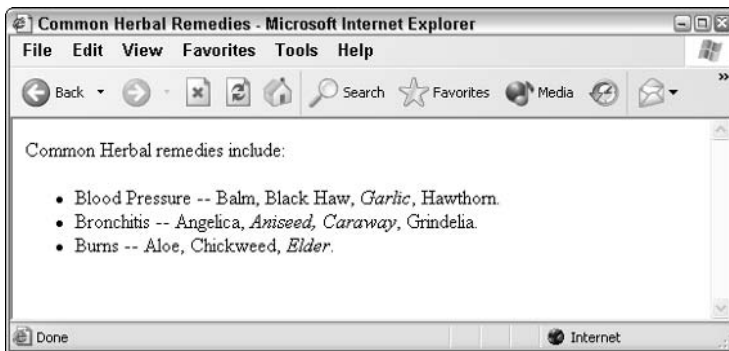 Common Herbal Remedies - Microsoft Internet Explorer
File Edit View Favorites Tools Help
Back Search Favorites Media »
Common Herbal remedies include:
• Blood Pressure -- Balm, Black Haw, Garlic, Hawthorn.
• Bronchitis -- Angelica, Aniseed, Caraway, Grindelia.
• Burns -- Aloe, Chickweed, Elder.
Done Internet